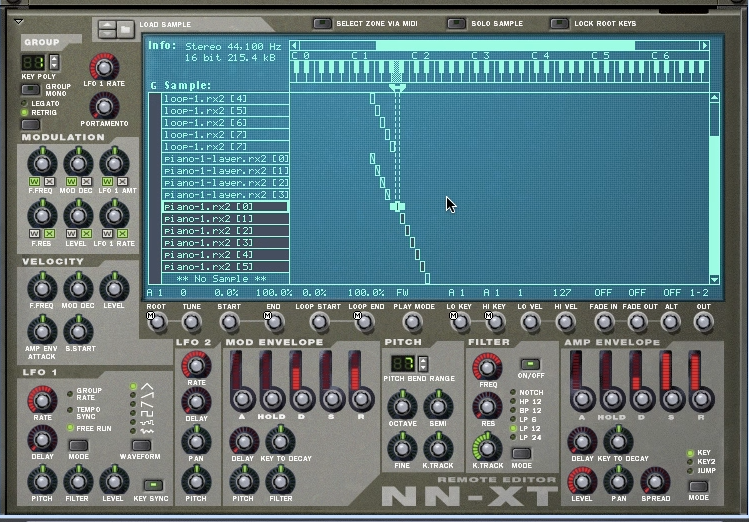 LOAD SAMPLE
SELECT ZONE VIA MIDI
SOLO SAMPLE
LOCK ROOT KEYS
GROUP
KEY POLY
GROUP MONO
LEGATO
RETRIG
LFO 1 RATE
PORTAMENTO
Info: Stereo 44,100 Hz
16 bit 215.4 kB
C 0 C 1 C 2 C 3 C 4 C 5 C 6
G Sample:
loop-1.rx2 [4]
loop-1.rx2 [5]
loop-1.rx2 [6]
loop-1.rx2 [7]
loop-1.rx2 [7]
piano-1-layer.rx2 [0]
piano-1-layer.rx2 [1]
piano-1-layer.rx2 [2]
piano-1-layer.rx2 [3]
piano-1.rx2 [0]
piano-1.rx2 [1]
piano-1.rx2 [2]
piano-1.rx2 [3]
piano-1.rx2 [4]
piano-1.rx2 [5]
** No Sample **
A 1 0 0.0% 100.0% 0.0% 100.0% FW A 1 A 1 1 127 OFF OFF OFF 1-2
ROOT TUNE START END LOOP START LOOP END PLAY MODE LO KEY HI KEY LO VEL HI VEL FADE IN FADE OUT ALT OUT
M M M M M
MODULATION
W X W X W X
F.FREQ MOD DEC LFO 1 AMT
W X W X W X
F.RES LEVEL LFO 1 RATE
VELOCITY
F.FREQ MOD DEC LEVEL
AMP ENV ATTACK S.START
LFO 1
RATE
GROUP RATE
TEMPO SYNC
FREE RUN
DELAY MODE WAVEFORM
PITCH FILTER LEVEL KEY SYNC
LFO 2
RATE
DELAY
PAN
PITCH
MOD ENVELOPE
A HOLD D S R
DELAY KEY TO DECAY
PITCH FILTER
PITCH
PITCH BEND RANGE
OCTAVE SEMI
FINE K.TRACK
FILTER
FREQ ON/OFF
RES
NOTCH
HP 12
BP 12
LP 6
LP 12
LP 24
K.TRACK MODE
AMP ENVELOPE
A HOLD D S R
DELAY KEY TO DECAY
KEY
KEY2
JUMP
LEVEL PAN SPREAD MODE
REMOTE EDITOR
NN-XT